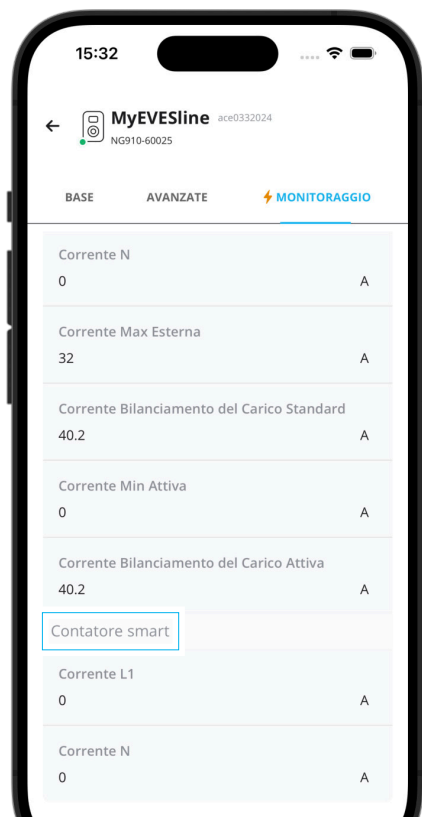 15:32
MyEVESline ace0332024
NG910-60025
BASE AVANZATE MONITORAGGIO
Corrente N
0 A
Corrente Max Esterna
32 A
Corrente Bilanciamento del Carico Standard
40.2 A
Corrente Min Attiva
0 A
Corrente Bilanciamento del Carico Attiva
40.2 A
Contatore smart
Corrente L1
0 A
Corrente N
0 A